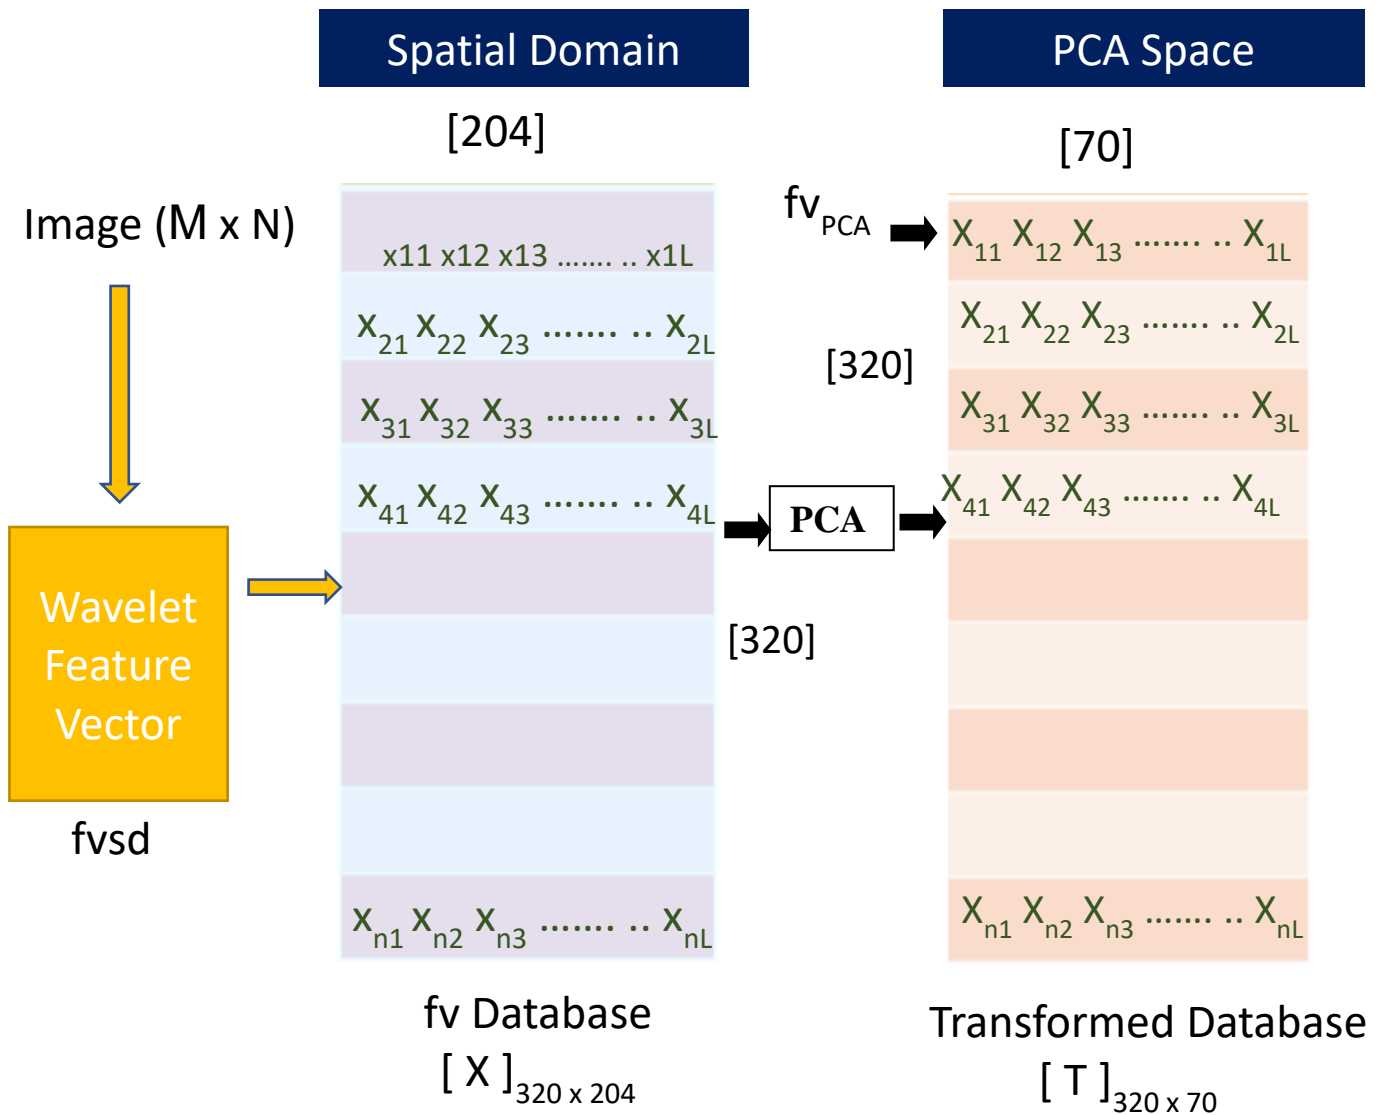 Spatial Domain
PCA Space
[204]
[70]
Image (M x N)
fvPCA
x11 x12 x13 ....... .. x1L
X11 X12 X13 ....... .. X1L
x21 x22 x23 ....... .. x2L
X21 X22 X23 ....... .. X2L
[320]
x31 x32 x33 ....... .. x3L
X31 X32 X33 ....... .. X3L
x41 x42 x43 ....... .. x4L
PCA
X41 X42 X43 ....... .. X4L
Wavelet
Feature
Vector
[320]
fvsd
xn1 xn2 xn3 ....... .. xnL
Xn1 Xn2 Xn3 ....... .. XnL
fv Database
[ X ]320 x 204
Transformed Database
[ T ]320 x 70